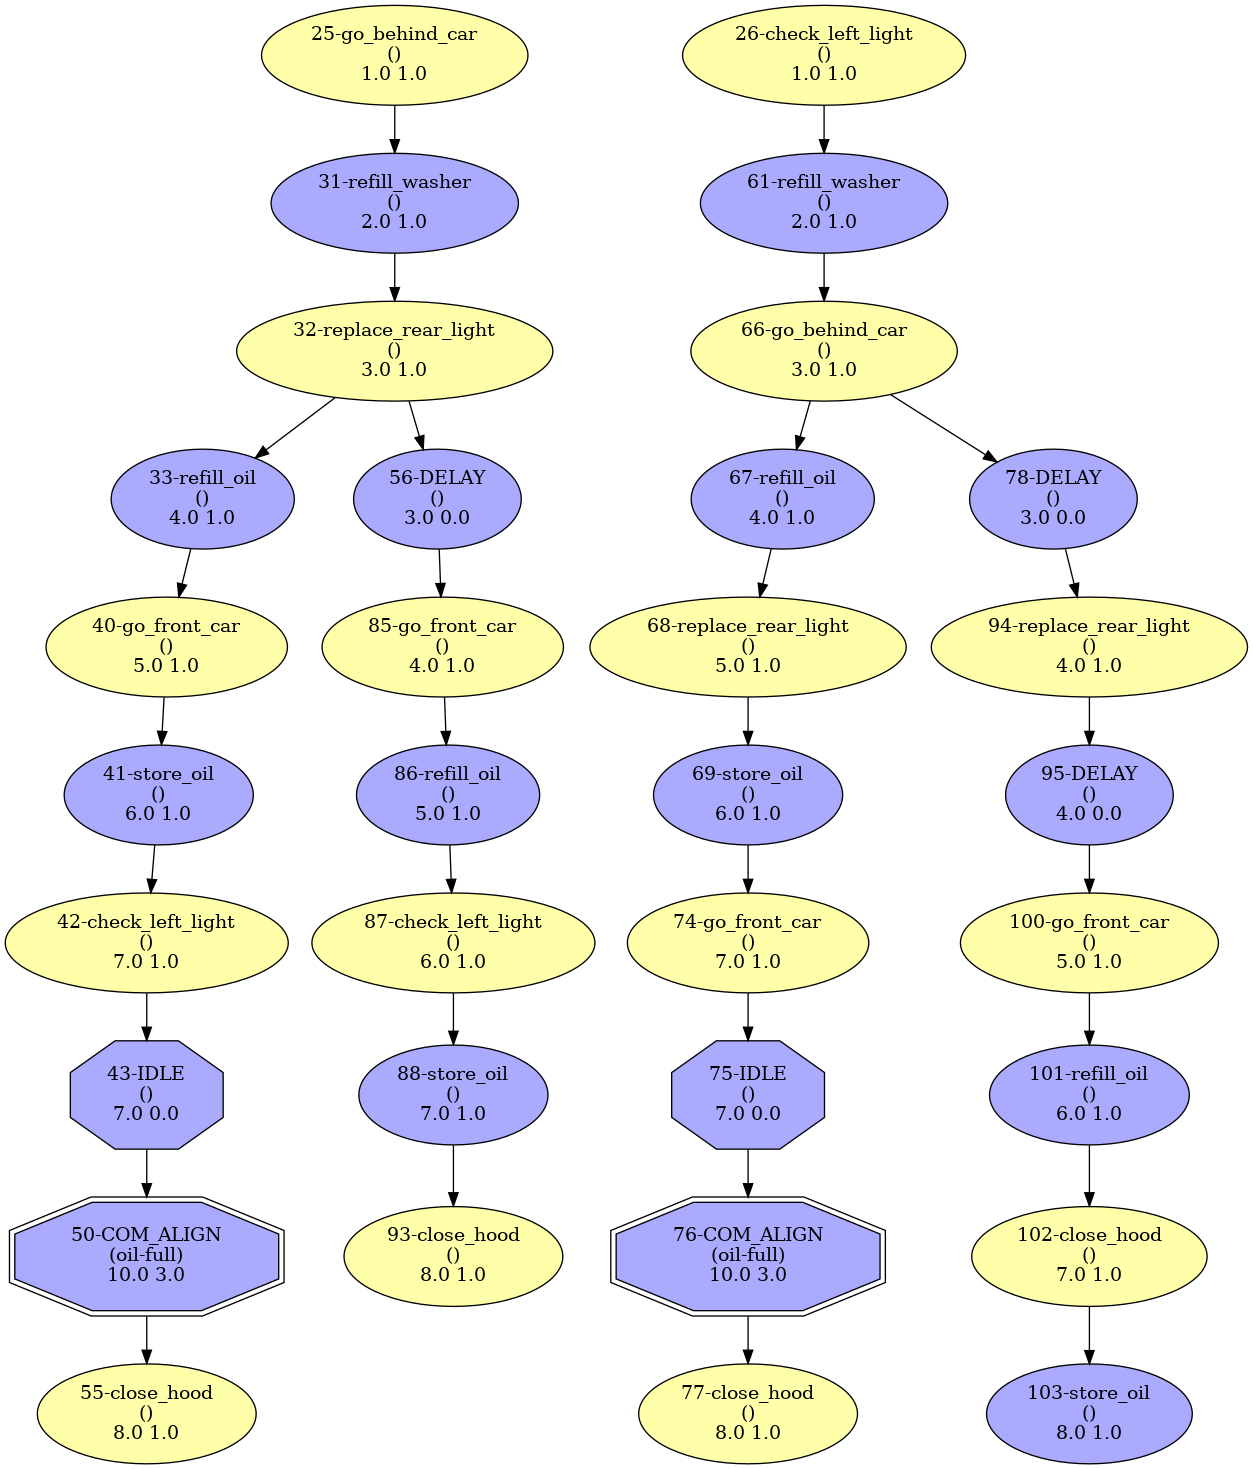 25-go_behind_car
()
1.0 1.0
26-check_left_light
()
1.0 1.0
31-refill_washer
()
2.0 1.0
61-refill_washer
()
2.0 1.0
32-replace_rear_light
()
3.0 1.0
66-go_behind_car
()
3.0 1.0
33-refill_oil
()
4.0 1.0
56-DELAY
()
3.0 0.0
67-refill_oil
()
4.0 1.0
78-DELAY
()
3.0 0.0
40-go_front_car
()
5.0 1.0
85-go_front_car
()
4.0 1.0
68-replace_rear_light
()
5.0 1.0
94-replace_rear_light
()
4.0 1.0
41-store_oil
()
6.0 1.0
86-refill_oil
()
5.0 1.0
69-store_oil
()
6.0 1.0
95-DELAY
()
4.0 0.0
42-check_left_light
()
7.0 1.0
87-check_left_light
()
6.0 1.0
74-go_front_car
()
7.0 1.0
100-go_front_car
()
5.0 1.0
43-IDLE
()
7.0 0.0
88-store_oil
()
7.0 1.0
75-IDLE
()
7.0 0.0
101-refill_oil
()
6.0 1.0
50-COM_ALIGN
(oil-full)
10.0 3.0
93-close_hood
()
8.0 1.0
76-COM_ALIGN
(oil-full)
10.0 3.0
102-close_hood
()
7.0 1.0
55-close_hood
()
8.0 1.0
77-close_hood
()
8.0 1.0
103-store_oil
()
8.0 1.0